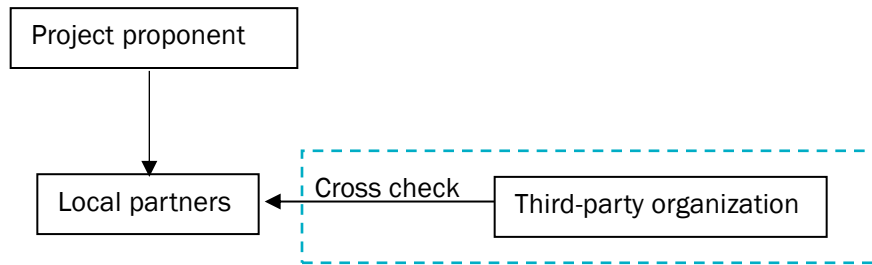 Project proponent
Local partners
Cross check
Third-party organization